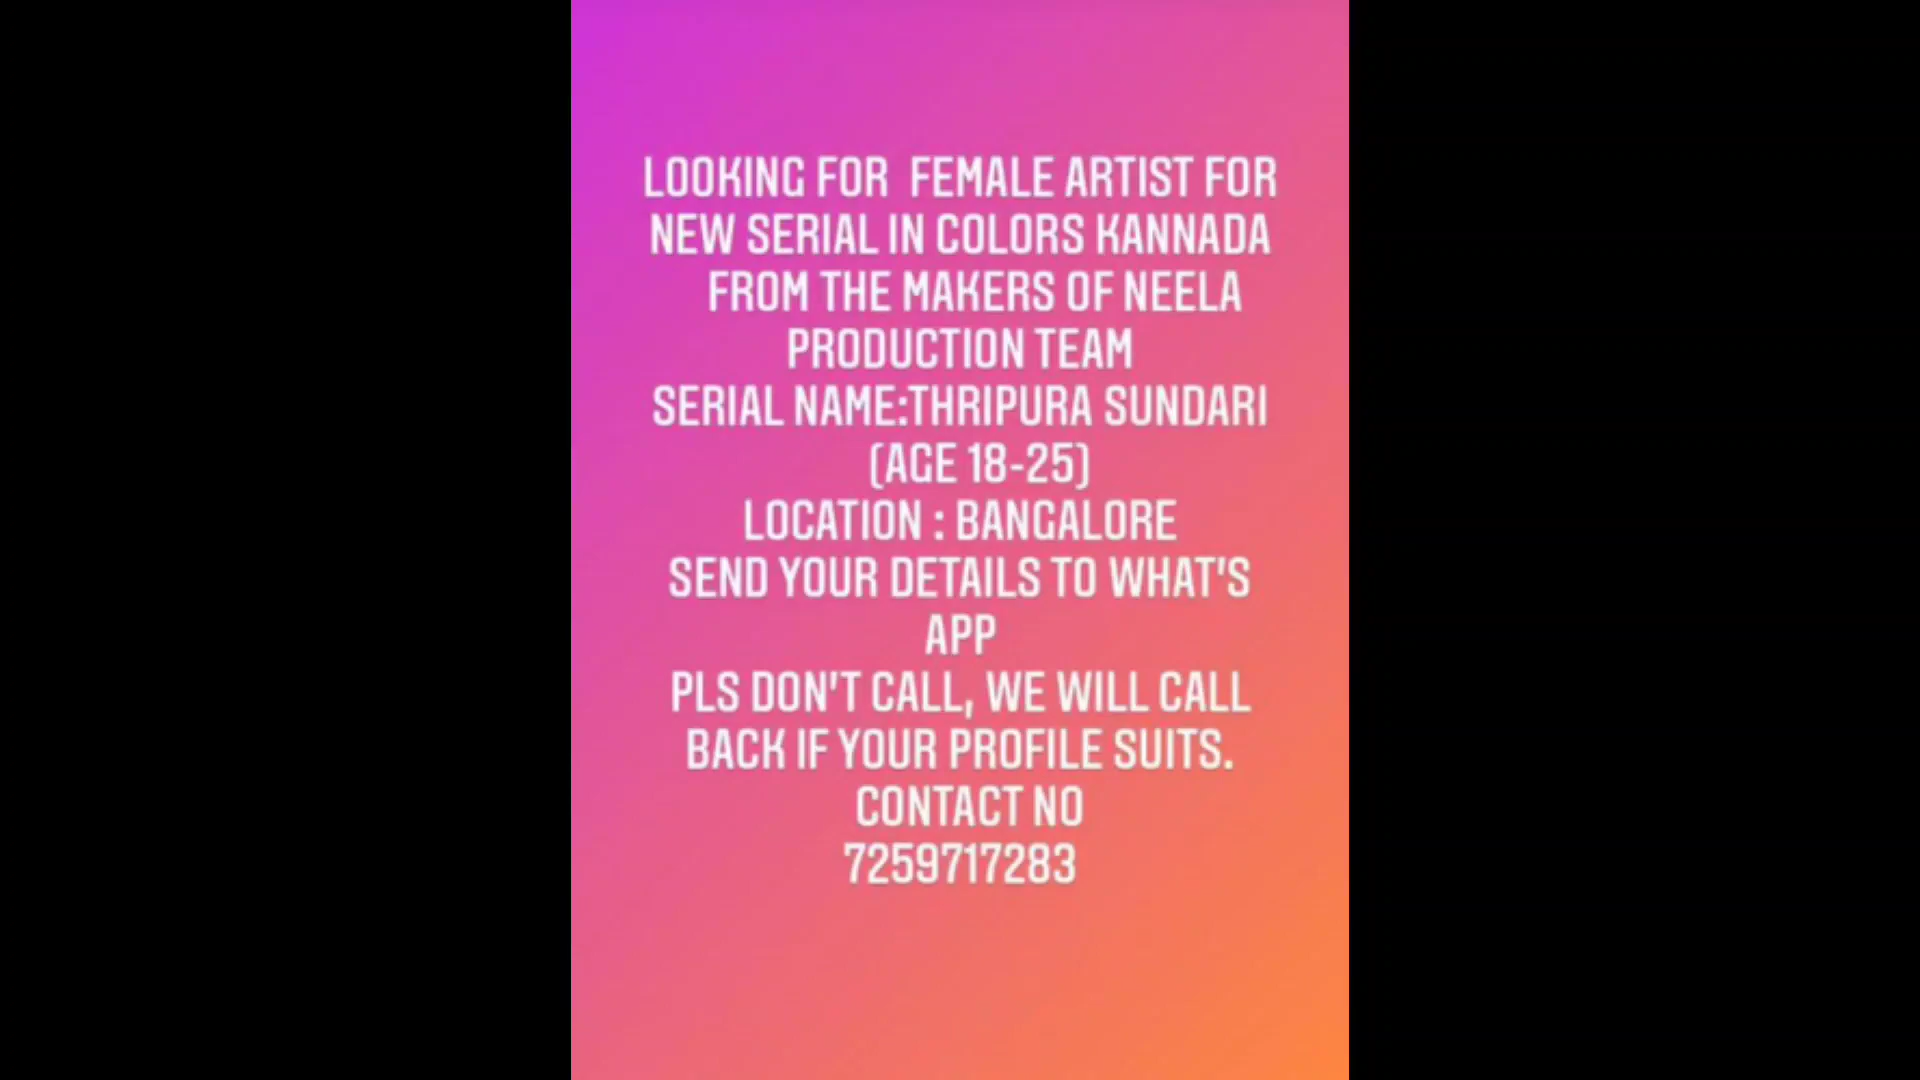 LOOKING FOR FEMALE ARTIST FOR
NEW SERIAL IN COLORS KANNADA
FROM THE MAKERS OF NEELA
PRODUCTION TEAM
SERIAL NAME:THRIPURA SUNDARI
(AGE 18-25)
LOCATION : BANGALORE
SEND YOUR DETAILS TO WHAT'S
APP
PLS DON'T CALL, WE WILL CALL
BACK IF YOUR PROFILE SUITS.
CONTACT NO
7259717283